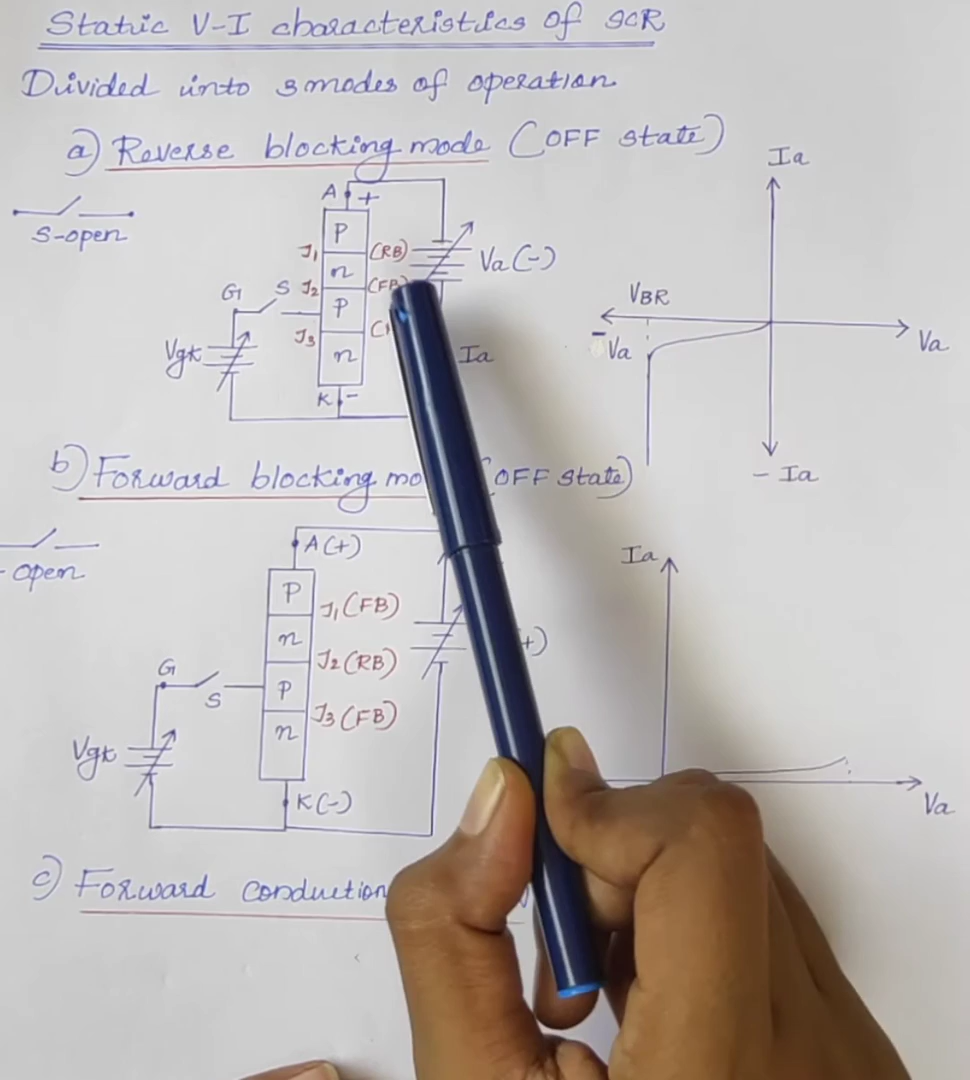 Static V-I characteristics of SCR
Divided into 3 modes of operation.
a) Reverse blocking mode (OFF state)
S-open
A +
P
n
P
n
J1 (RB)
J2
J3
G S
Vgk
K -
Va (-)
Ia
Ia
VBR
-Va
Va
- Ia
b) Forward blocking (OFF state)
open
A (+)
P
n
P
n
J1 (FB)
J2 (RB)
J3 (FB)
G
S
Vgk
K (-)
Ia
Va
c) Forward conduction